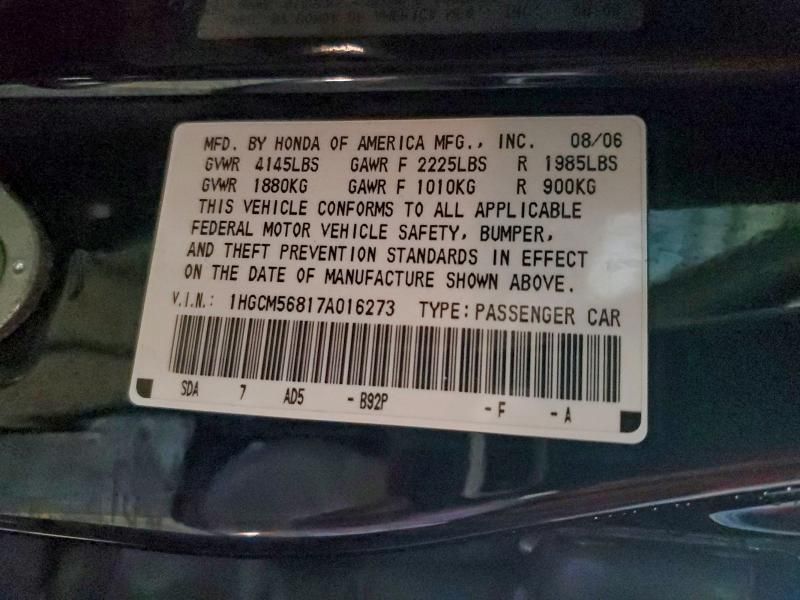 OF AMERICA
MFD. BY HONDA OF AMERICA MFG., INC. 08/06
GVWR 4145LBS GAWR F 2225LBS R 1985LBS
GVWR 1880KG GAWR F 1010KG R 900KG
THIS VEHICLE CONFORMS TO ALL APPLICABLE
FEDERAL MOTOR VEHICLE SAFETY, BUMPER,
AND THEFT PREVENTION STANDARDS IN EFFECT
ON THE DATE OF MANUFACTURE SHOWN ABOVE.
V.I.N.: 1HGCM56817A016273 TYPE: PASSENGER CAR
SDA 7 AD5 - B92P - F - A